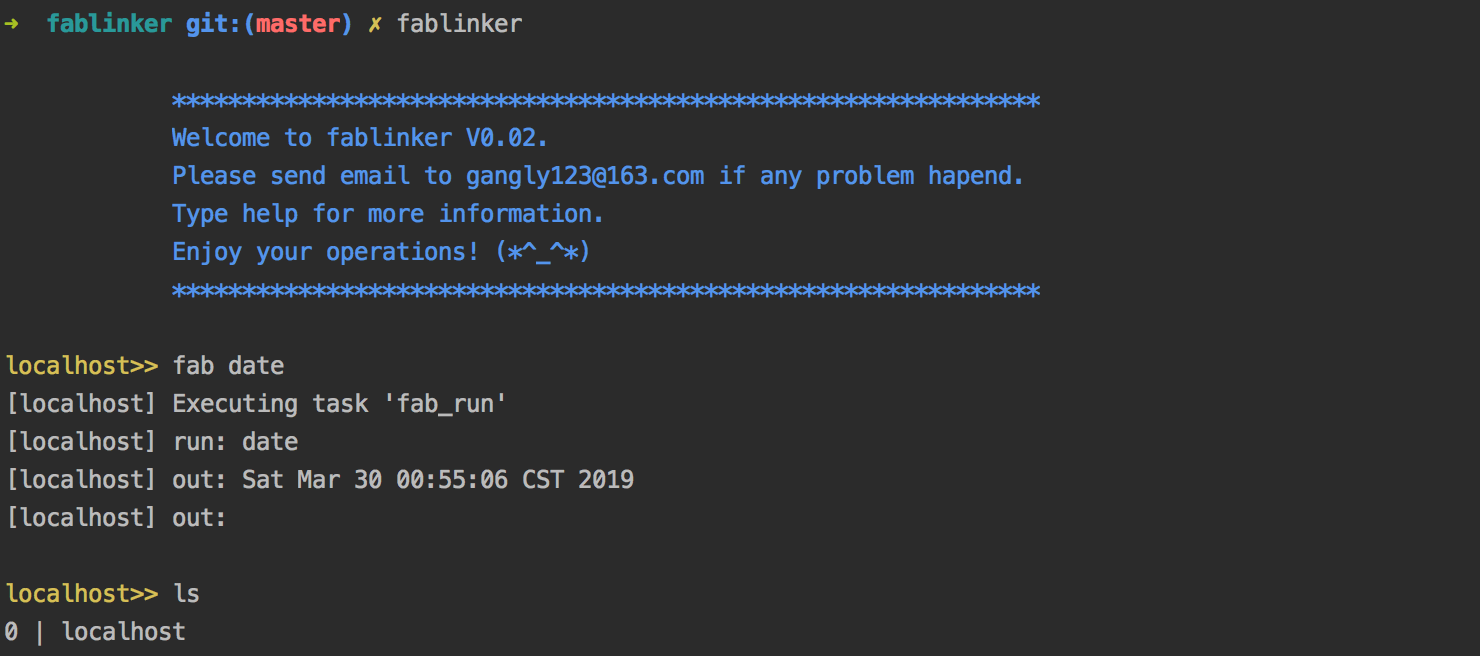 ➜  fablinker git:(master) ✗ fablinker
**************************************************************
Welcome to fablinker V0.02.
Please send email to gangly123@163.com if any problem hapend.
Type help for more information.
Enjoy your operations! (*^_^*)
**************************************************************
localhost>> fab date
[localhost] Executing task 'fab_run'
[localhost] run: date
[localhost] out: Sat Mar 30 00:55:06 CST 2019
[localhost] out:
localhost>> ls
0 | localhost